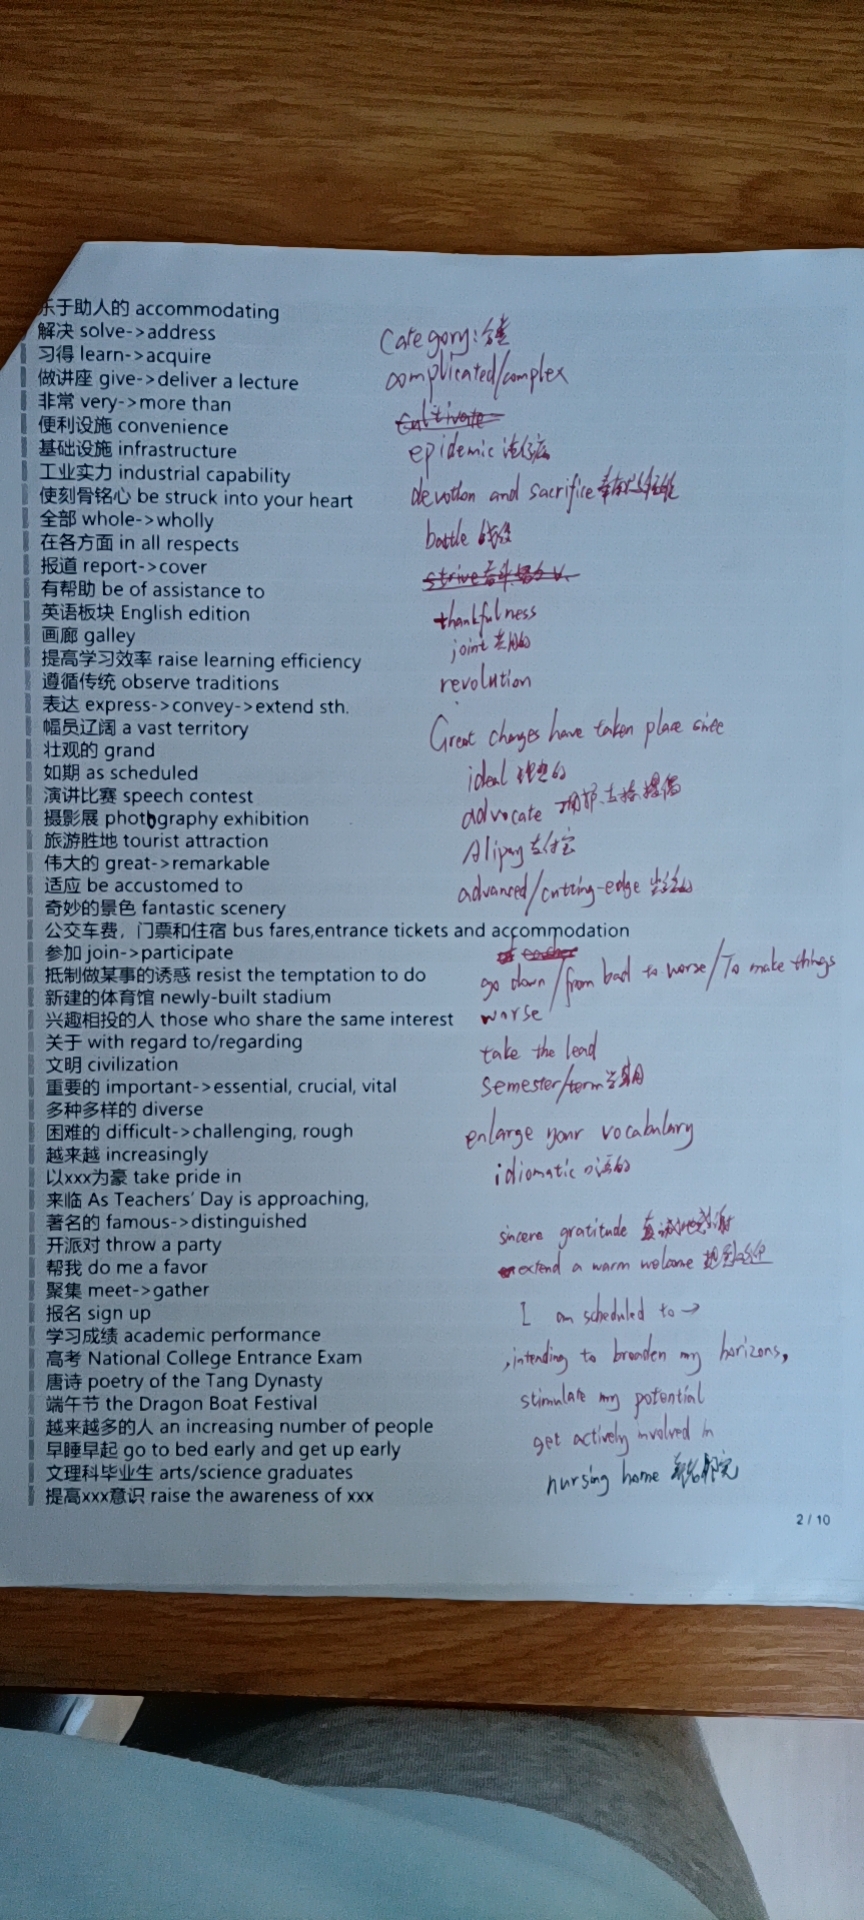 乐于助人的 accommodating
解决 solve->address
习得 learn->acquire
做讲座 give->deliver a lecture
非常 very->more than
便利设施 convenience
基础设施 infrastructure
工业实力 industrial capability
使刻骨铭心 be struck into your heart
全部 whole->wholly
在各方面 in all respects
报道 report->cover
有帮助 be of assistance to
英语板块 English edition
画廊 galley
提高学习效率 raise learning efficiency
遵循传统 observe traditions
表达 express->convey->extend sth.
幅员辽阔 a vast territory
壮观的 grand
如期 as scheduled
演讲比赛 speech contest
摄影展 photography exhibition
旅游胜地 tourist attraction
伟大的 great->remarkable
适应 be accustomed to
奇妙的景色 fantastic scenery
公交车费，门票和住宿 bus fares,entrance tickets and accommodation
参加 join->participate
抵制做某事的诱惑 resist the temptation to do
新建的体育馆 newly-built stadium
兴趣相投的人 those who share the same interest
关于 with regard to/regarding
文明 civilization
重要的 important->essential, crucial, vital
多种多样的 diverse
困难的 difficult->challenging, rough
越来越 increasingly
以xxx为豪 take pride in
来临 As Teachers' Day is approaching,
著名的 famous->distinguished
开派对 throw a party
帮我 do me a favor
聚集 meet->gather
报名 sign up
学习成绩 academic performance
高考 National College Entrance Exam
唐诗 poetry of the Tang Dynasty
端午节 the Dragon Boat Festival
越来越多的人 an increasing number of people
早睡早起 go to bed early and get up early
文理科毕业生 arts/science graduates
提高xxx意识 raise the awareness of xxx
Category:分类
complicated/complex
cultivate
epidemic 流行病
devotion and sacrifice
battle 战役
strive 奋斗 努力 v.
thankfulness
joint 共同的
revolution
Great changes have taken place since
ideal 理想的
advocate 拥护、支持、提倡
Alipay 支付宝
advanced/cutting-edge
go down/from bad to worse/To make things
worse
take the lead
semester/term 学期
enlarge your vocabulary
idiomatic 口语的
sincere gratitude 真诚地感谢
extend a warm welcome 热烈欢迎
I am scheduled to →
,intending to broaden my horizons,
stimulate my potential
get actively involved in
nursing home 养老院
2 / 10